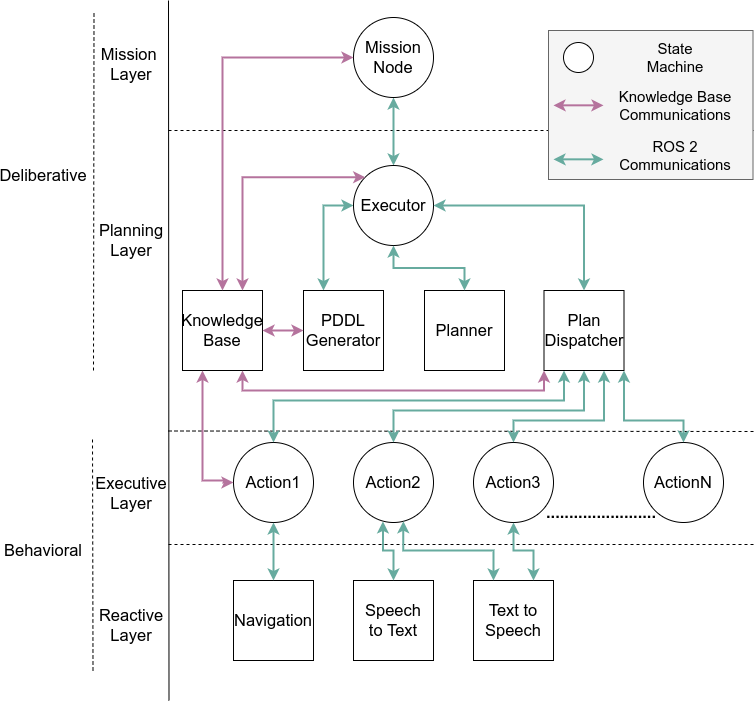 Mission
Layer
Mission
Node
State
Machine
Knowledge Base
Communications
ROS 2
Communications
Deliberative
Planning
Layer
Executor
Knowledge
Base
PDDL
Generator
Planner
Plan
Dispatcher
Executive
Layer
Action1
Action2
Action3
ActionN
Behavioral
Reactive
Layer
Navigation
Speech
to Text
Text to
Speech